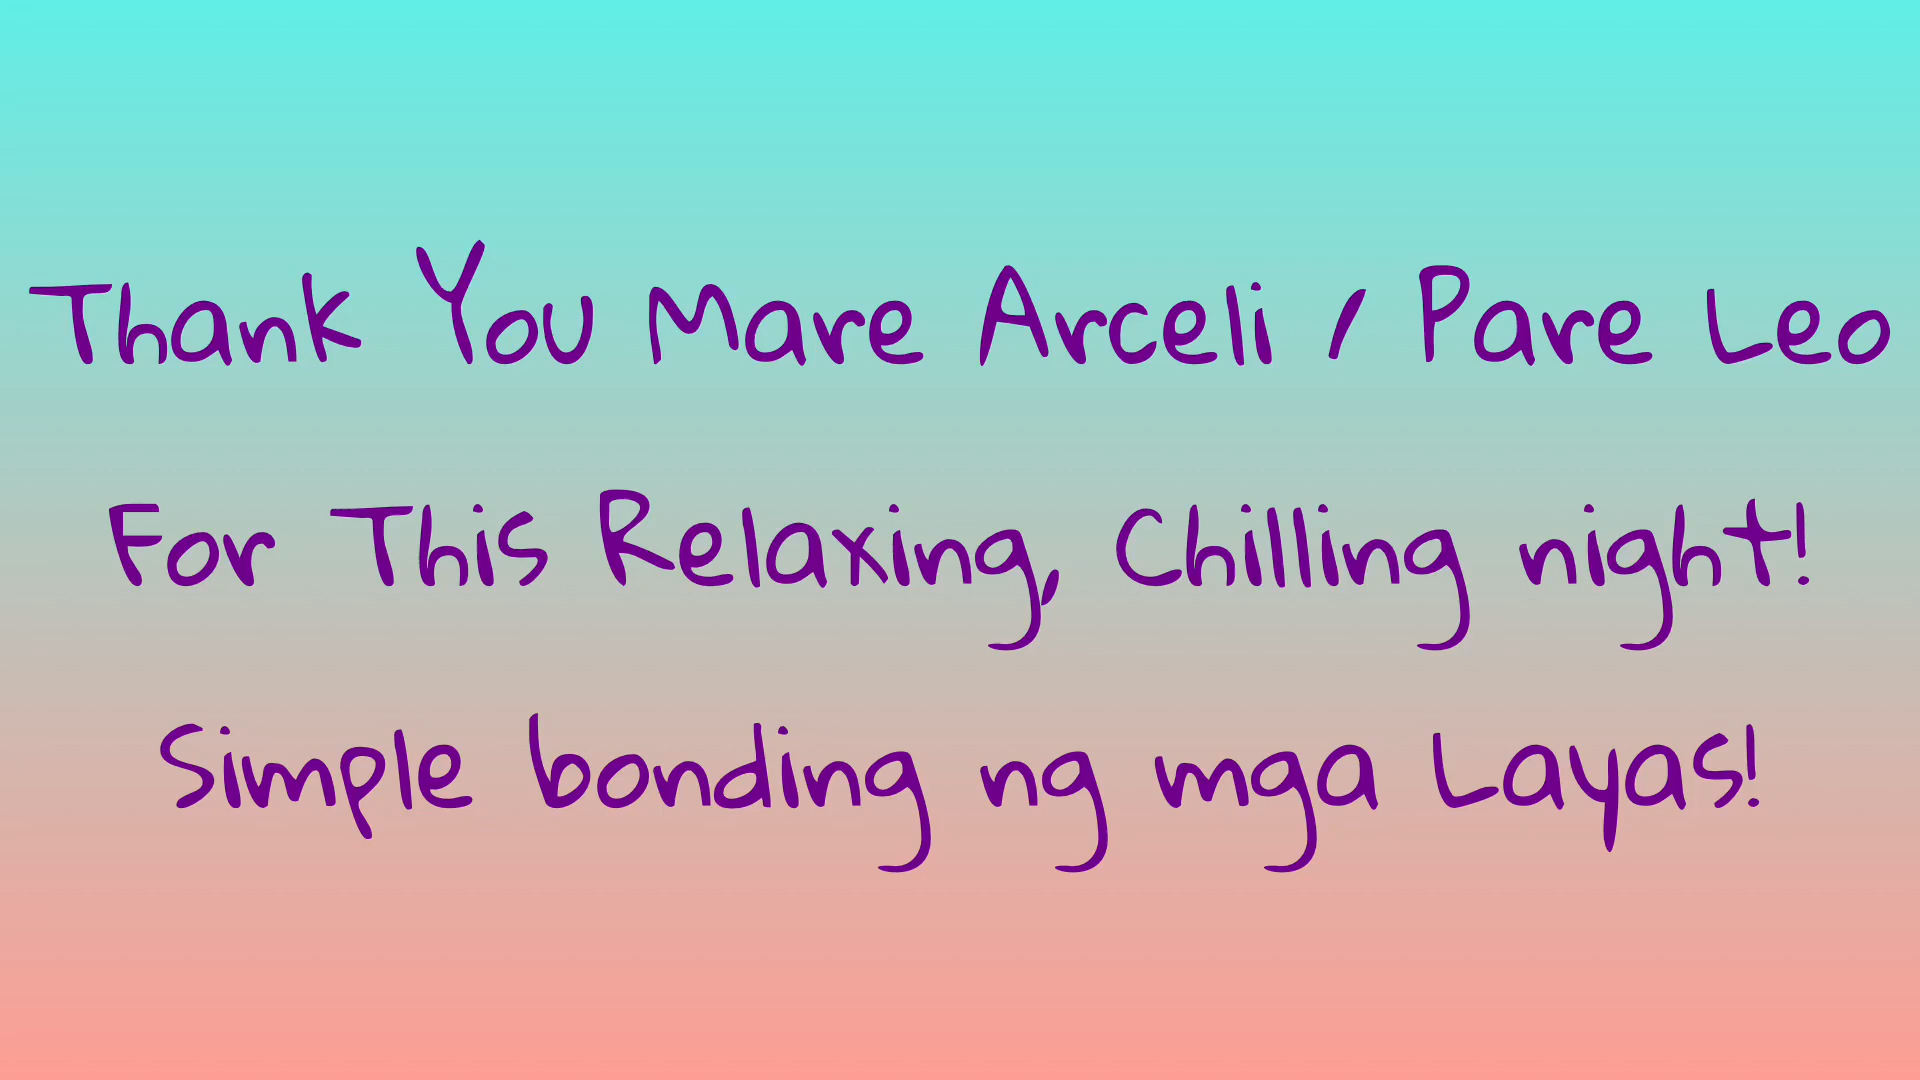 Thank You Mare Arceli / Pare Leo
For This Relaxing, Chilling night!
Simple bonding ng mga Layas!